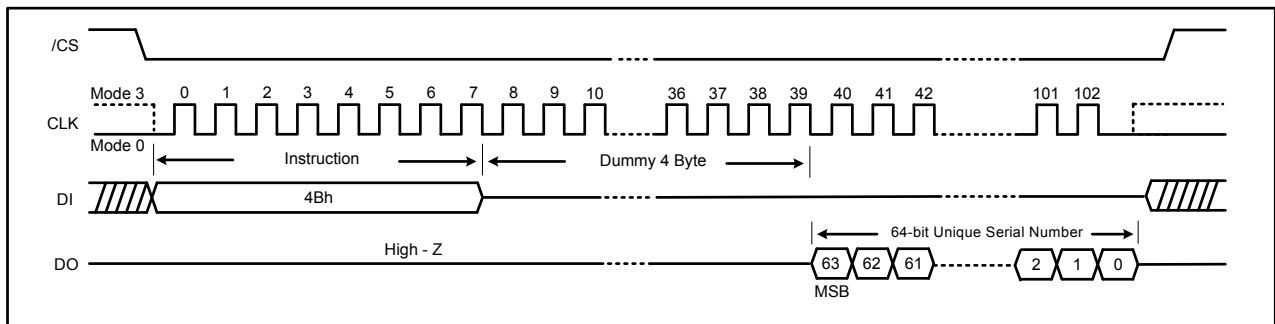 /CS
Mode 3 0 1 2 3 4 5 6 7 8 9 10 36 37 38 39 40 41 42 101 102
CLK
Mode 0
Instruction Dummy 4 Byte
DI 4Bh
64-bit Unique Serial Number
High - Z
DO 63 62 61 2 1 0
MSB